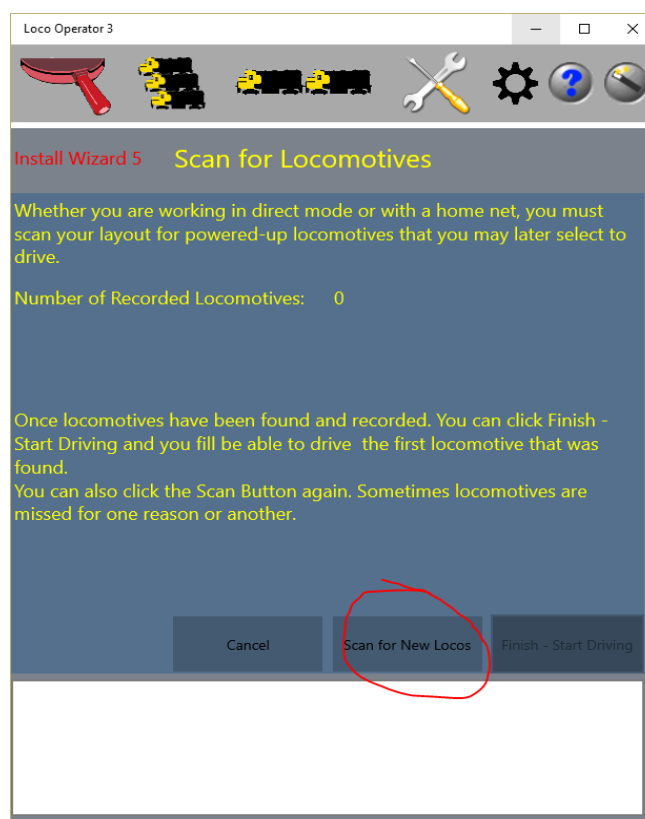 Loco Operator 3
?
Install Wizard 5 Scan for Locomotives
Whether you are working in direct mode or with a home net, you must
scan your layout for powered-up locomotives that you may later select to
drive.
Number of Recorded Locomotives: 0
Once locomotives have been found and recorded. You can click Finish -
Start Driving and you fill be able to drive the first locomotive that was
found.
You can also click the Scan Button again. Sometimes locomotives are
missed for one reason or another.
Cancel Scan for New Locos Finish - Start Driving